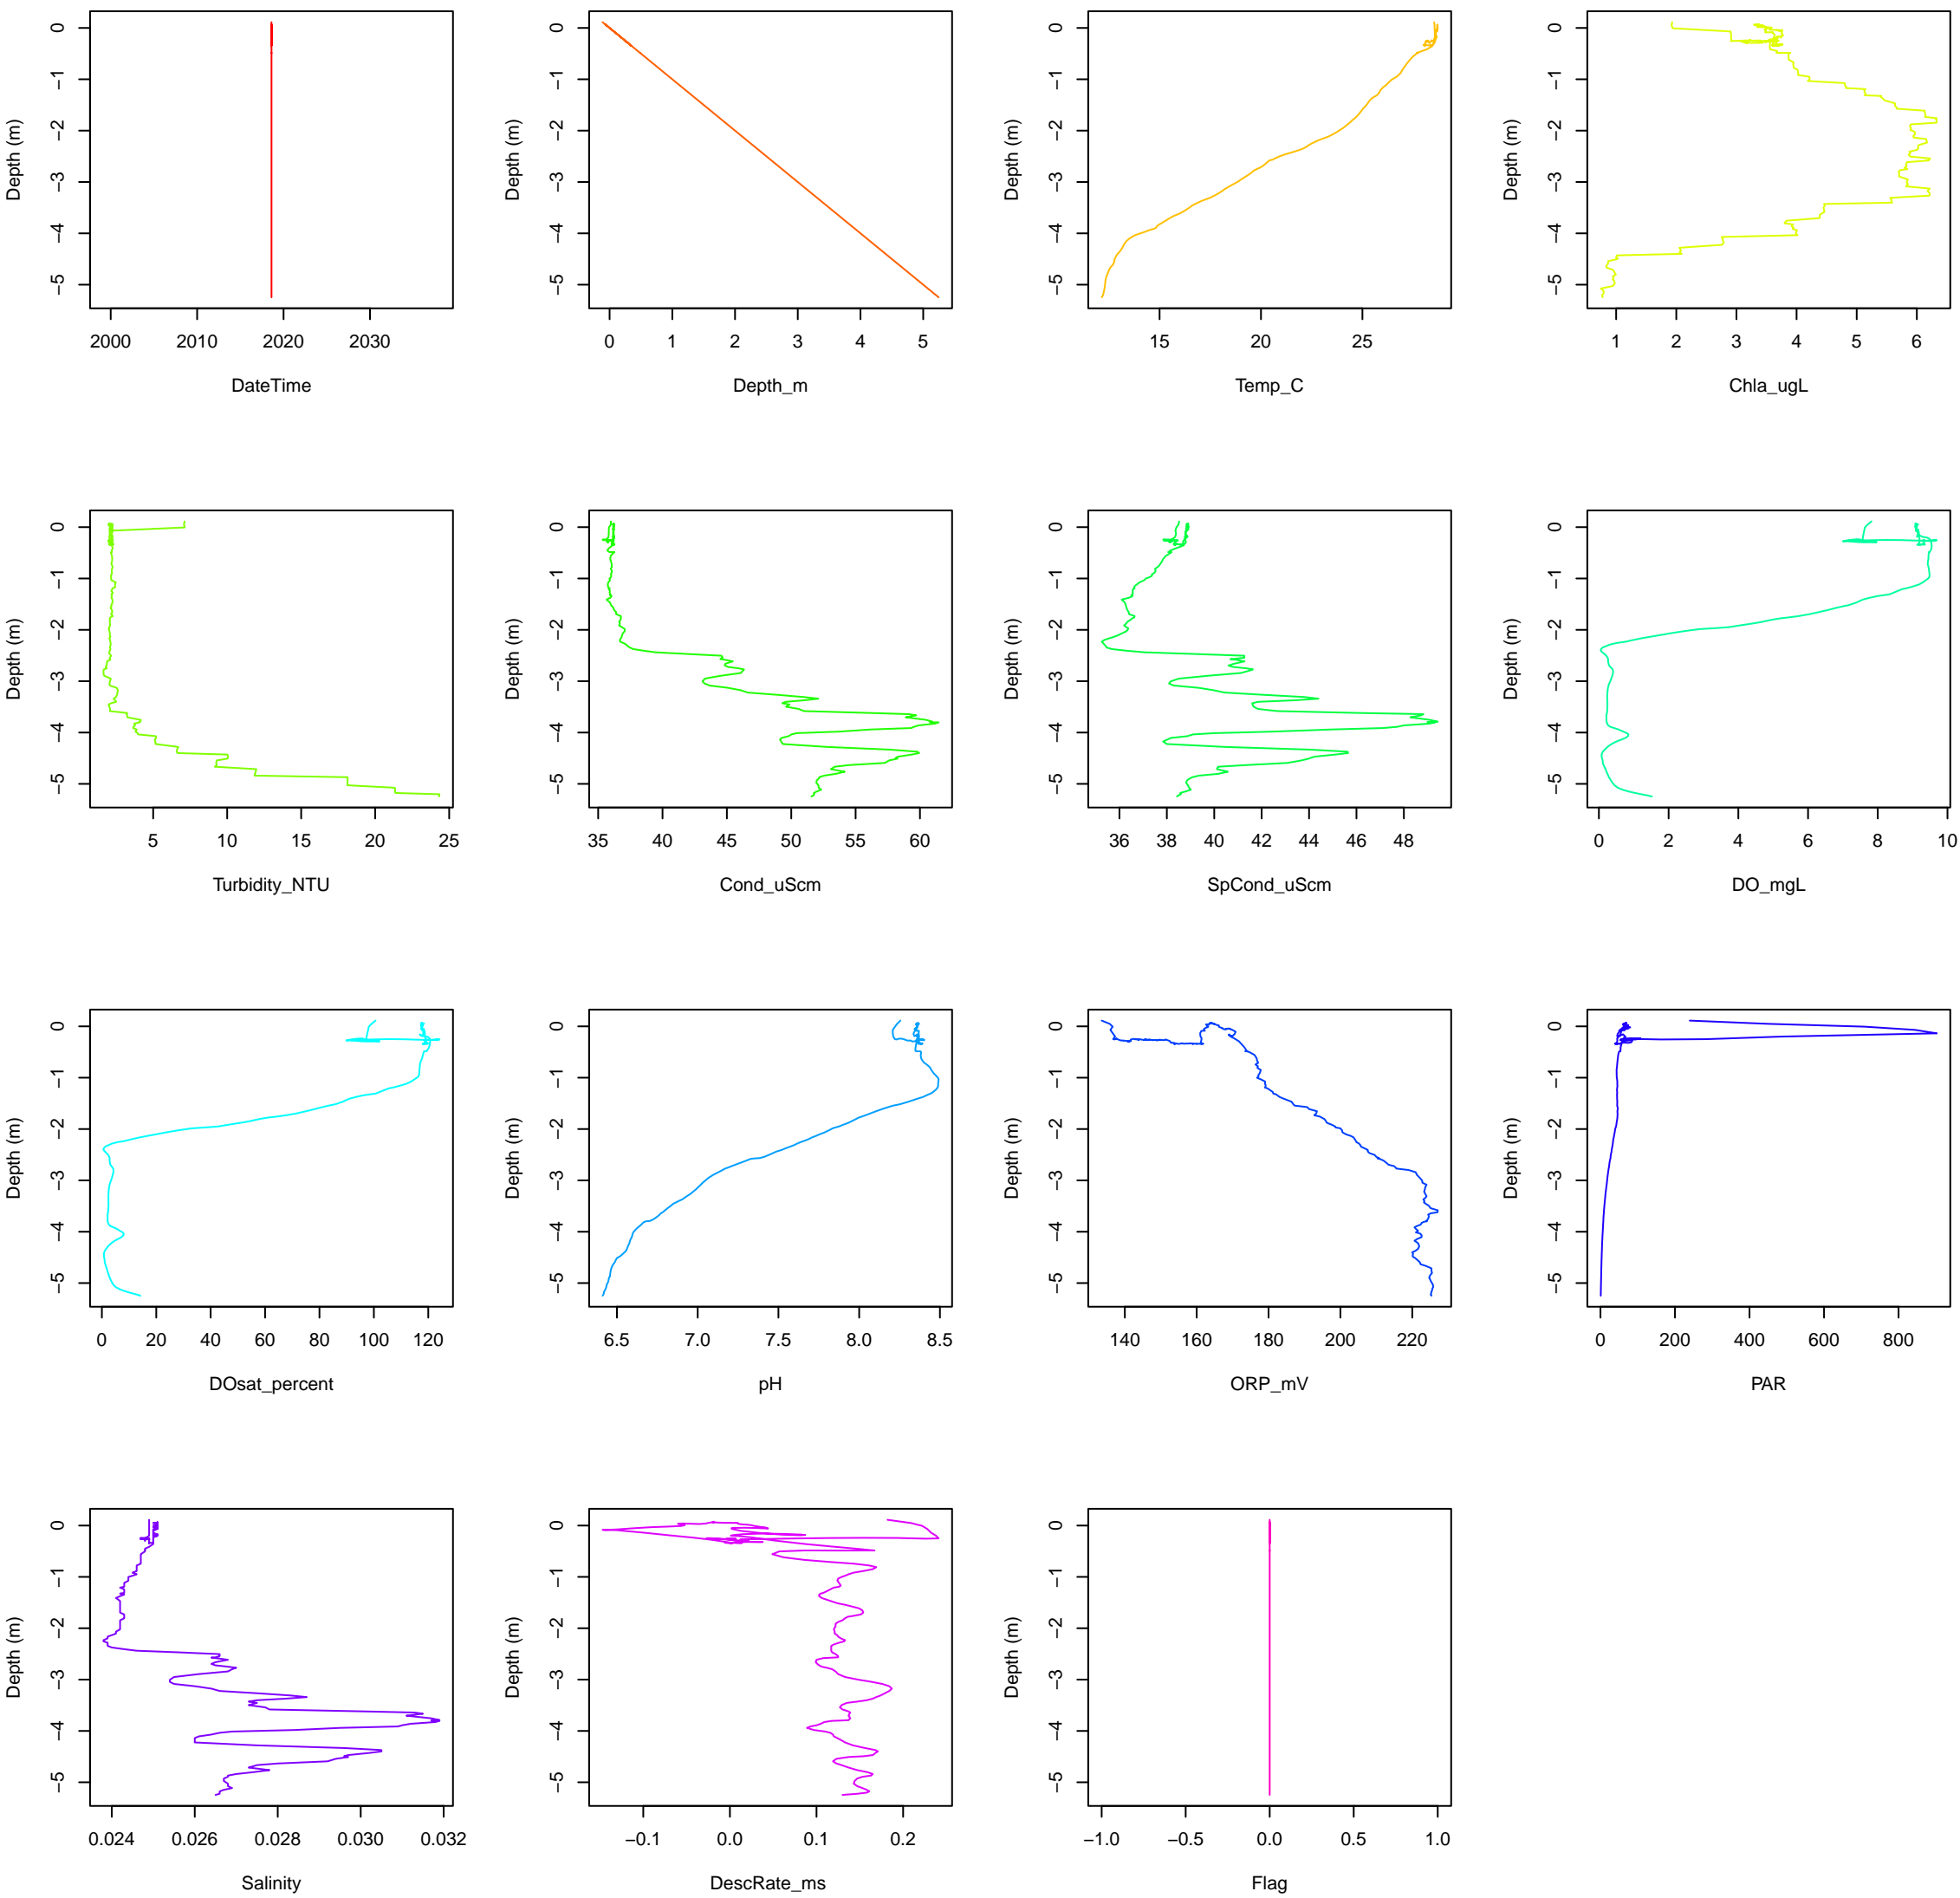 Depth (m)
0
−1
−2
−3
−4
−5
2000 2010 2020 2030
DateTime
Depth (m)
0
−1
−2
−3
−4
−5
0 1 2 3 4 5
Depth_m
Depth (m)
0
−1
−2
−3
−4
−5
15 20 25
Temp_C
Depth (m)
0
−1
−2
−3
−4
−5
1 2 3 4 5 6
Chla_ugL
Depth (m)
0
−1
−2
−3
−4
−5
5 10 15 20 25
Turbidity_NTU
Depth (m)
0
−1
−2
−3
−4
−5
35 40 45 50 55 60
Cond_uScm
Depth (m)
0
−1
−2
−3
−4
−5
36 38 40 42 44 46 48
SpCond_uScm
Depth (m)
0
−1
−2
−3
−4
−5
0 2 4 6 8 10
DO_mgL
Depth (m)
0
−1
−2
−3
−4
−5
0 20 40 60 80 100 120
DOsat_percent
Depth (m)
0
−1
−2
−3
−4
−5
6.5 7.0 7.5 8.0 8.5
pH
Depth (m)
0
−1
−2
−3
−4
−5
140 160 180 200 220
ORP_mV
Depth (m)
0
−1
−2
−3
−4
−5
0 200 400 600 800
PAR
Depth (m)
0
−1
−2
−3
−4
−5
0.024 0.026 0.028 0.030 0.032
Salinity
Depth (m)
0
−1
−2
−3
−4
−5
−0.1 0.0 0.1 0.2
DescRate_ms
Depth (m)
0
−1
−2
−3
−4
−5
−1.0 −0.5 0.0 0.5 1.0
Flag